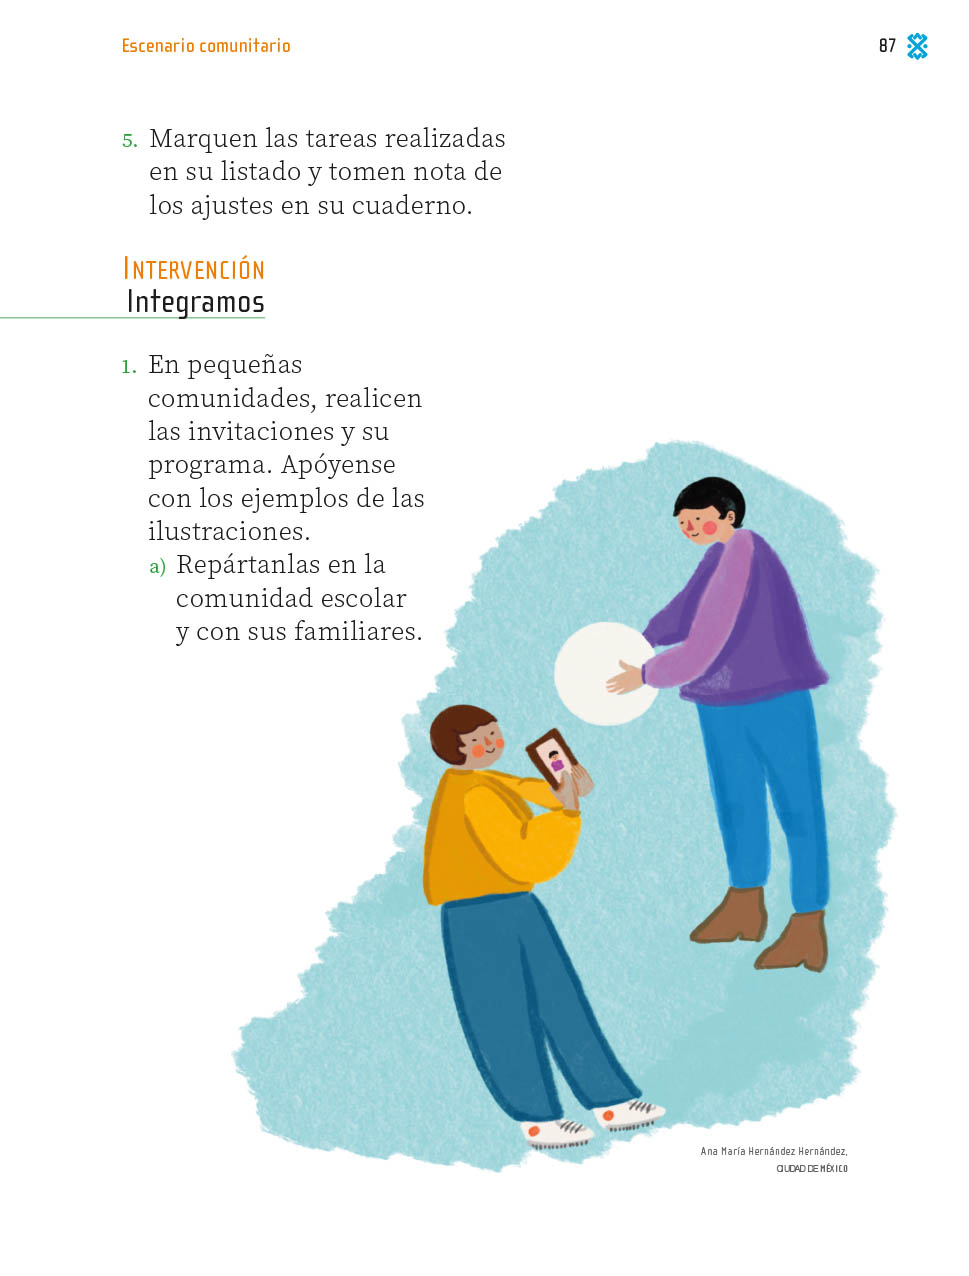 Escenario comunitario
87
5. Marquen las tareas realizadas
en su listado y tomen nota de
los ajustes en su cuaderno.
INTERVENCIÓN
Integramos
1. En pequeñas
comunidades, realicen
las invitaciones y su
programa. Apóyense
con los ejemplos de las
ilustraciones.
a) Repártanlas en la
comunidad escolar
y con sus familiares.
Ana María Hernández Hernández,
CIUDAD DE MÉXICO